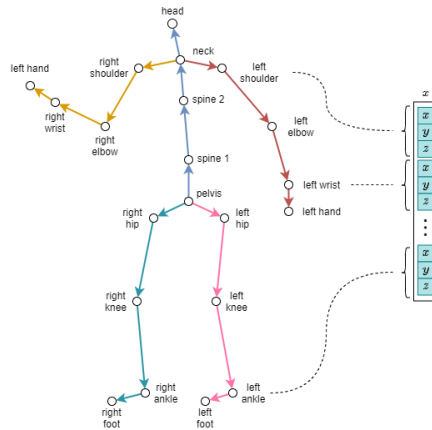 head
neck
left hand
right
shoulder
left
shoulder
x
right
wrist
spine 2
right
elbow
left
elbow
x
y
z
spine 1
left wrist
x
y
z
pelvis
left hand
right
hip
left
hip
⋮
x
y
z
right
knee
left
knee
right
ankle
left
ankle
right
foot
left
foot